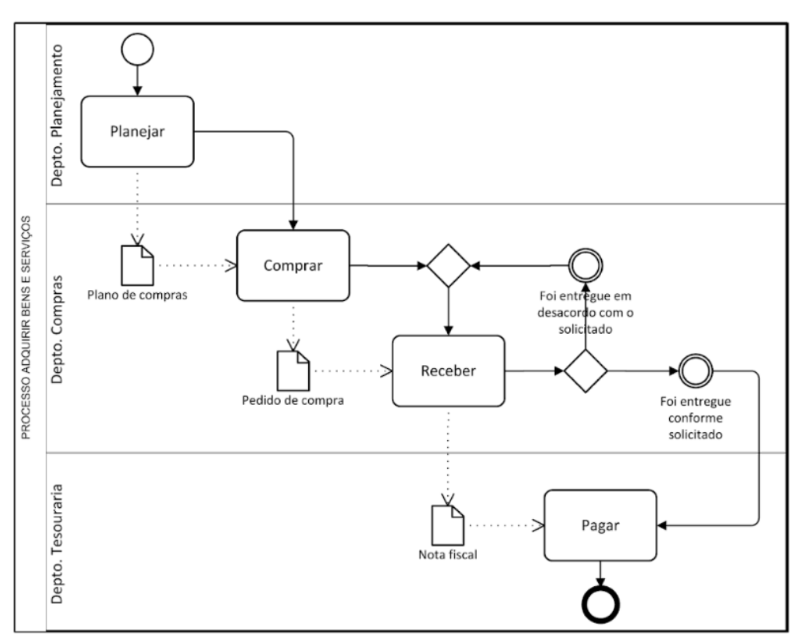 PROCESSO ADQUIRIR BENS E SERVIÇOS
Depto. Planejamento
Planejar
Depto. Compras
Plano de compras
Comprar
Foi entregue em
desacordo com o
solicitado
Pedido de compra
Receber
Foi entregue
conforme
solicitado
Depto. Tesouraria
Nota fiscal
Pagar